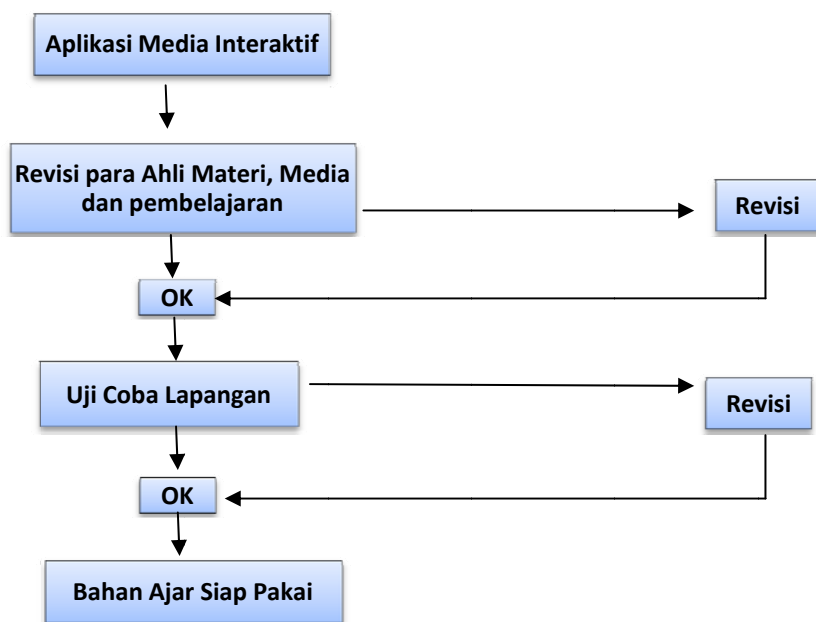 Aplikasi Media Interaktif
Revisi para Ahli Materi, Media
dan pembelajaran
Revisi
OK
Uji Coba Lapangan
Revisi
OK
Bahan Ajar Siap Pakai